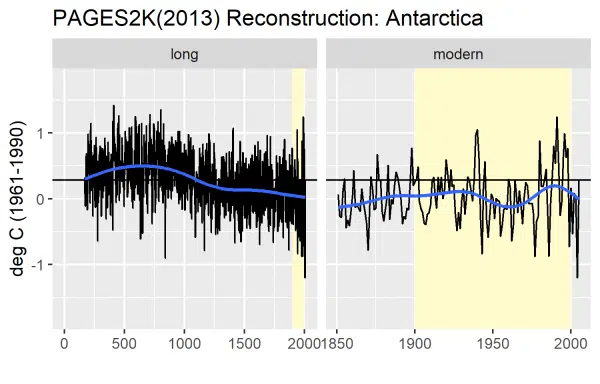 PAGES2K(2013) Reconstruction: Antarctica
long modern
deg C (1961-1990)
1
0
-1
0 500 1000 1500 2000 1850 1900 1950 2000